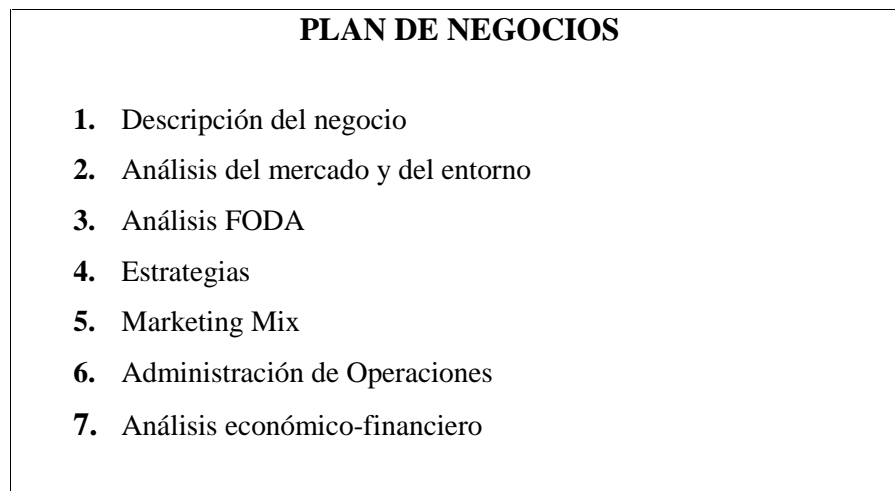 PLAN DE NEGOCIOS
1. Descripción del negocio
2. Análisis del mercado y del entorno
3. Análisis FODA
4. Estrategias
5. Marketing Mix
6. Administración de Operaciones
7. Análisis económico-financiero